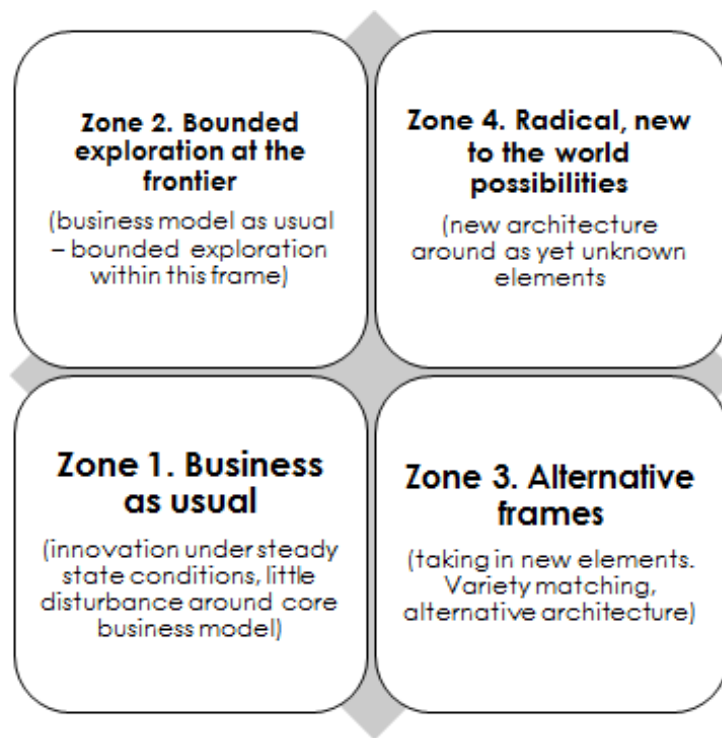 Zone 2. Bounded
exploration at the
frontier
(business model as usual
– bounded exploration
within this frame)
Zone 4. Radical, new
to the world
possibilities
(new architecture
around as yet unknown
elements
Zone 1. Business
as usual
(innovation under steady
state conditions, little
disturbance around core
business model)
Zone 3. Alternative
frames
(taking in new elements.
Variety matching,
alternative architecture)